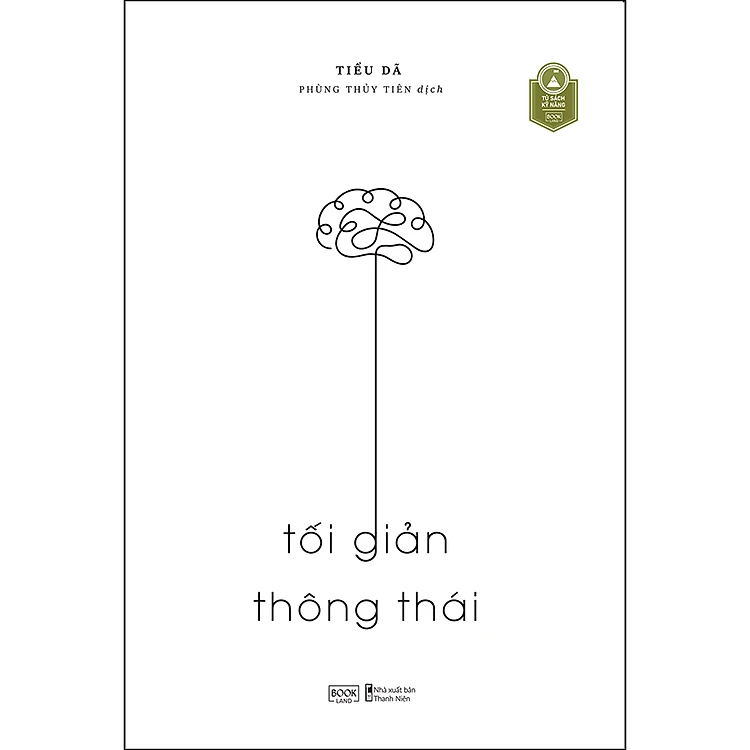 TIỂU DÃ
PHÙNG THỦY TIÊN dịch
TỦ SÁCH
KỸ NĂNG
BOOK
LAND
tối giản
thông thái
BOOK
LAND
Nhà xuất bản
Thanh Niên